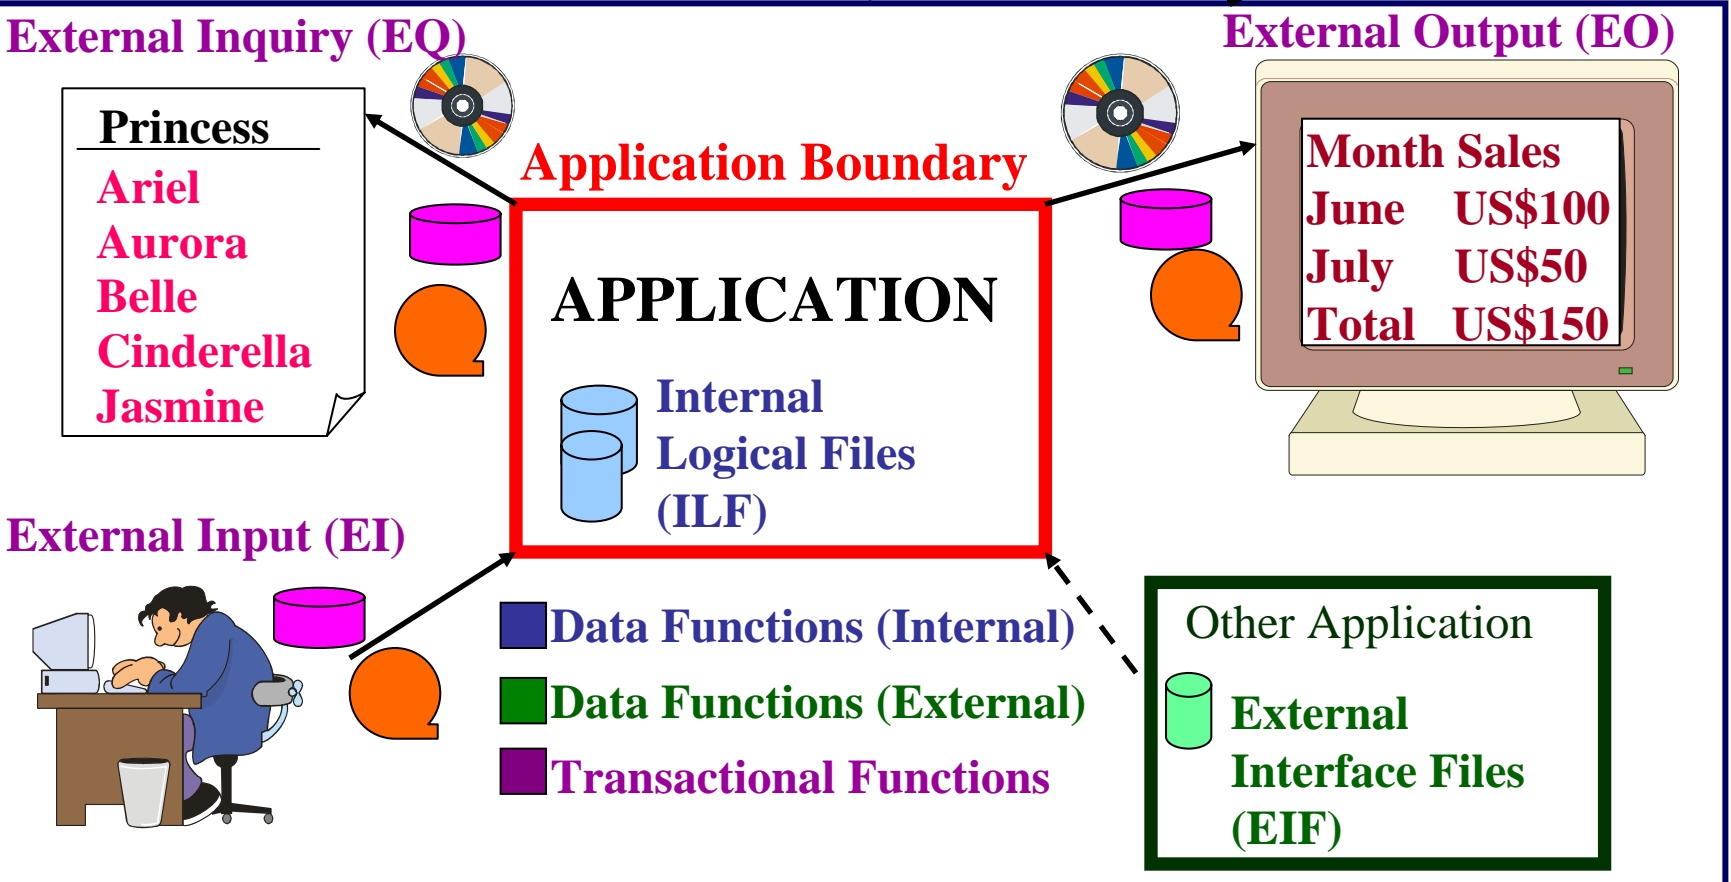 External Inquiry (EQ)
Princess
Ariel
Aurora
Belle
Cinderella
Jasmine
External Output (EO)
Month Sales
June US$100
July US$50
Total US$150
Application Boundary
APPLICATION
Internal
Logical Files
(ILF)
External Input (EI)
Data Functions (Internal)
Data Functions (External)
Transactional Functions
Other Application
External
Interface Files
(EIF)